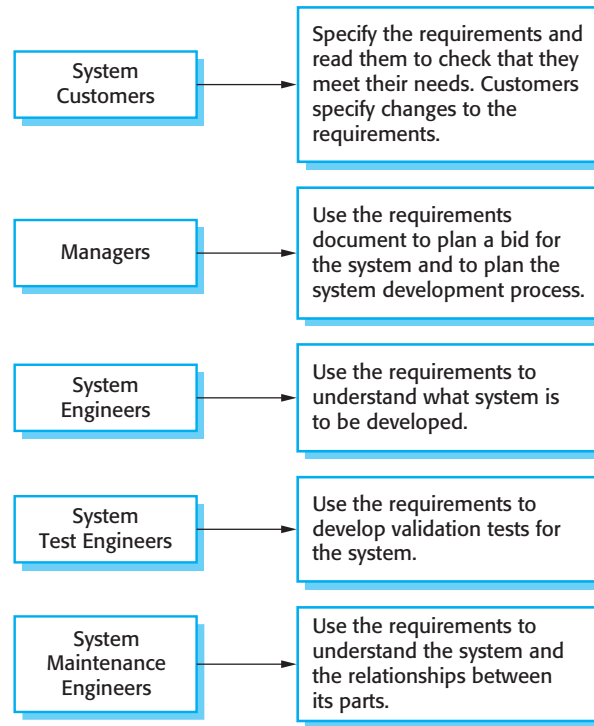 System
Customers
Specify the requirements and
read them to check that they
meet their needs. Customers
specify changes to the
requirements.
Managers
Use the requirements
document to plan a bid for
the system and to plan the
system development process.
System
Engineers
Use the requirements to
understand what system is
to be developed.
System
Test Engineers
Use the requirements to
develop validation tests for
the system.
System
Maintenance
Engineers
Use the requirements to
understand the system and
the relationships between
its parts.